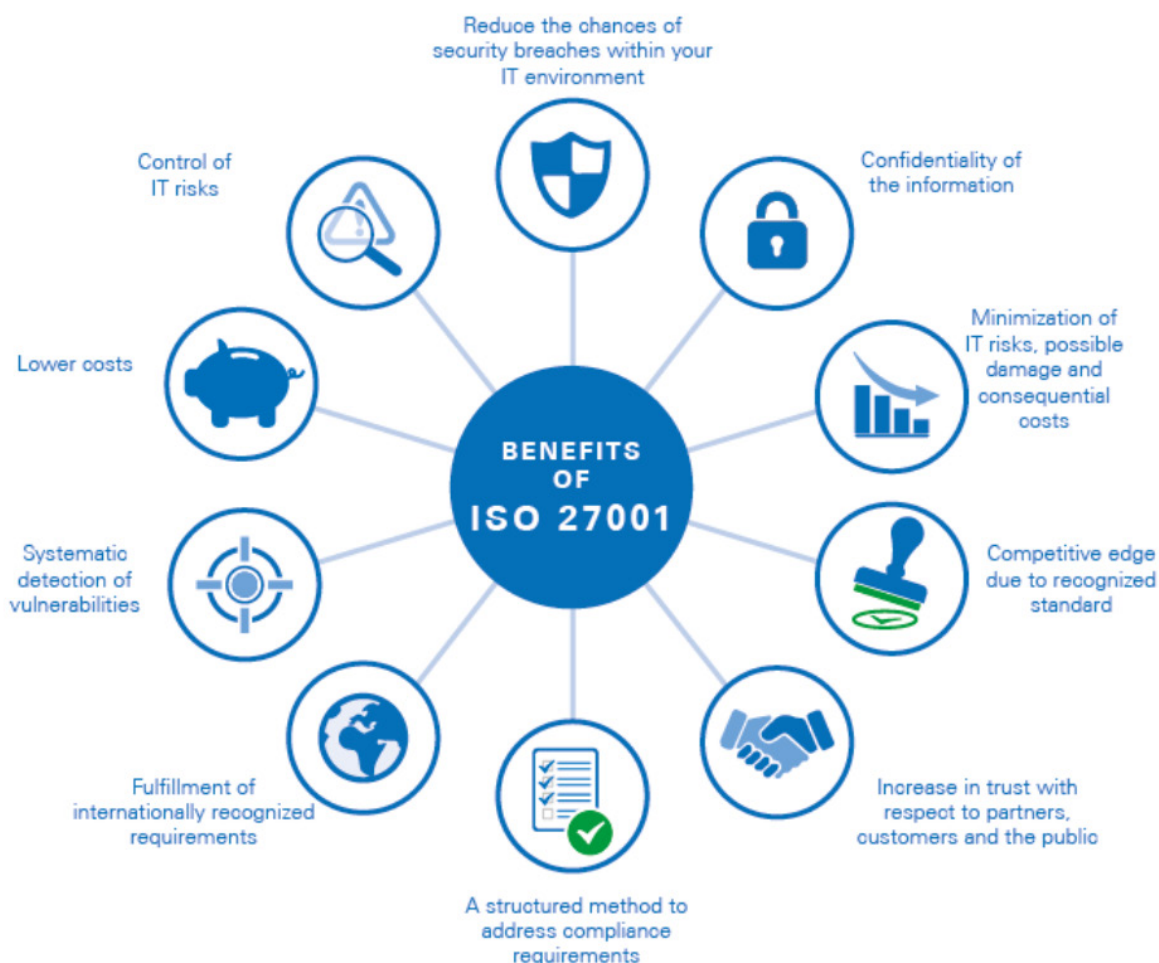 Reduce the chances of
security breaches within your
IT environment
Confidentiality of
the information
Minimization of
IT risks, possible
damage and
consequential
costs
Competitive edge
due to recognized
standard
Increase in trust with
respect to partners,
customers and the public
A structured method to
address compliance
requirements
Fulfillment of
internationally recognized
requirements
Systematic
detection of
vulnerabilities
Lower costs
Control of
IT risks
BENEFITS
OF
ISO 27001